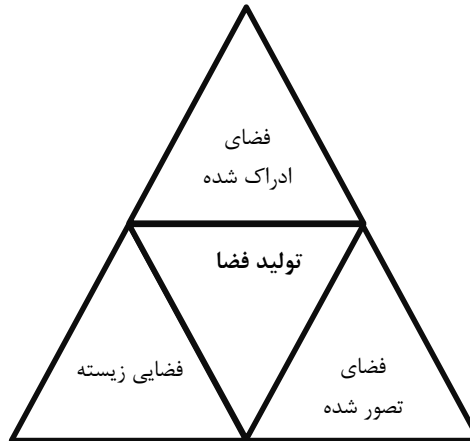 فضای
ادراک شده
تولید فضا
فضای
تصور شده
فضایی زیسته